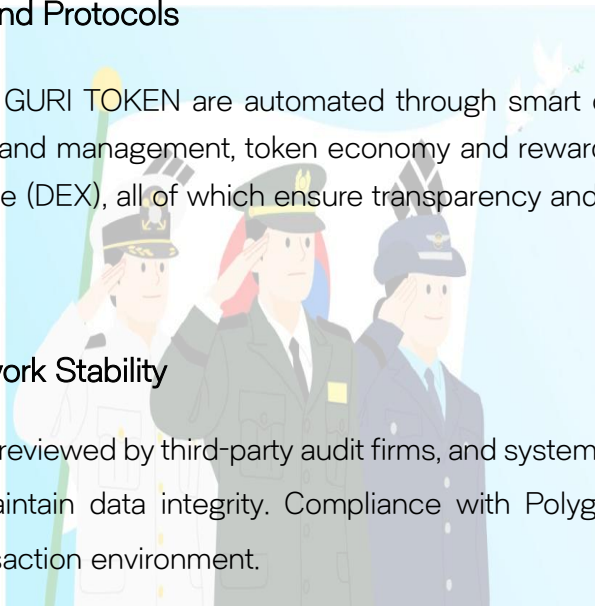 nd Protocols
GURI TOKEN are automated through smart
and management, token economy and reward
e (DEX), all of which ensure transparency and
ork Stability
reviewed by third-party audit firms, and system
aintain data integrity. Compliance with Polyg
saction environment.